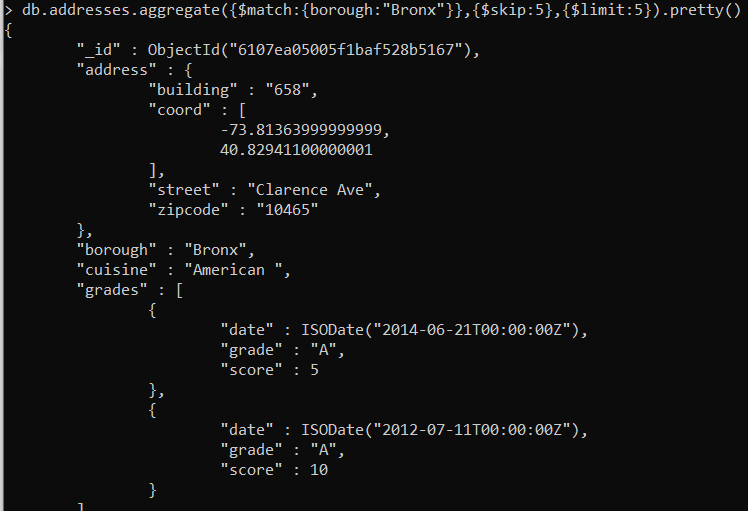 > db.addresses.aggregate({$match:{borough:"Bronx"}},{$skip:5},{$limit:5}).pretty()
{
        "_id" : ObjectId("6107ea05005f1baf528b5167"),
        "address" : {
                "building" : "658",
                "coord" : [
                        -73.81363999999999,
                        40.82941100000001
                ],
                "street" : "Clarence Ave",
                "zipcode" : "10465"
        },
        "borough" : "Bronx",
        "cuisine" : "American ",
        "grades" : [
                {
                        "date" : ISODate("2014-06-21T00:00:00Z"),
                        "grade" : "A",
                        "score" : 5
                },
                {
                        "date" : ISODate("2012-07-11T00:00:00Z"),
                        "grade" : "A",
                        "score" : 10
                }
        ]